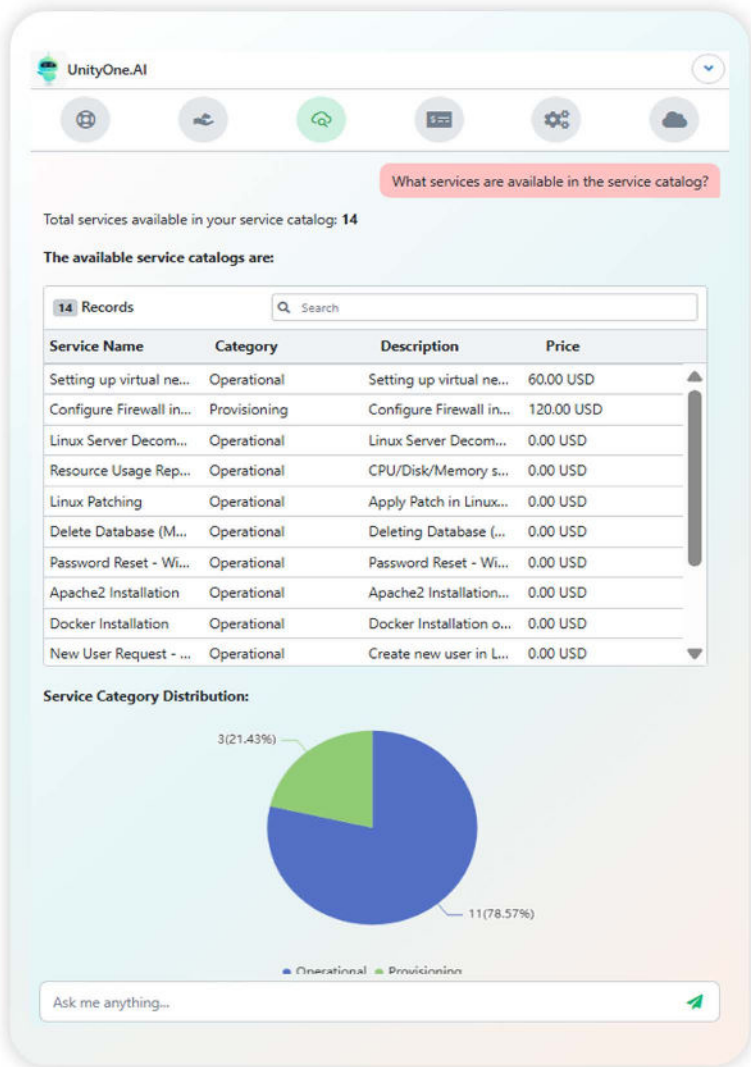 UnityOne.AI
What services are available in the service catalog?
Total services available in your service catalog: 14
The available service catalogs are:
14 Records Search
Service Name Category Description Price
Setting up virtual ne... Operational Setting up virtual ne... 60.00 USD
Configure Firewall in... Provisioning Configure Firewall in... 120.00 USD
Linux Server Decom... Operational Linux Server Decom... 0.00 USD
Resource Usage Rep... Operational CPU/Disk/Memory s... 0.00 USD
Linux Patching Operational Apply Patch in Linux... 0.00 USD
Delete Database (M... Operational Deleting Database (... 0.00 USD
Password Reset - Wi... Operational Password Reset - Wi... 0.00 USD
Apache2 Installation Operational Apache2 Installation... 0.00 USD
Docker Installation Operational Docker Installation o... 0.00 USD
New User Request - ... Operational Create new user in L... 0.00 USD
Service Category Distribution:
3(21.43%)
11(78.57%)
Operational Provisioning
Ask me anything...